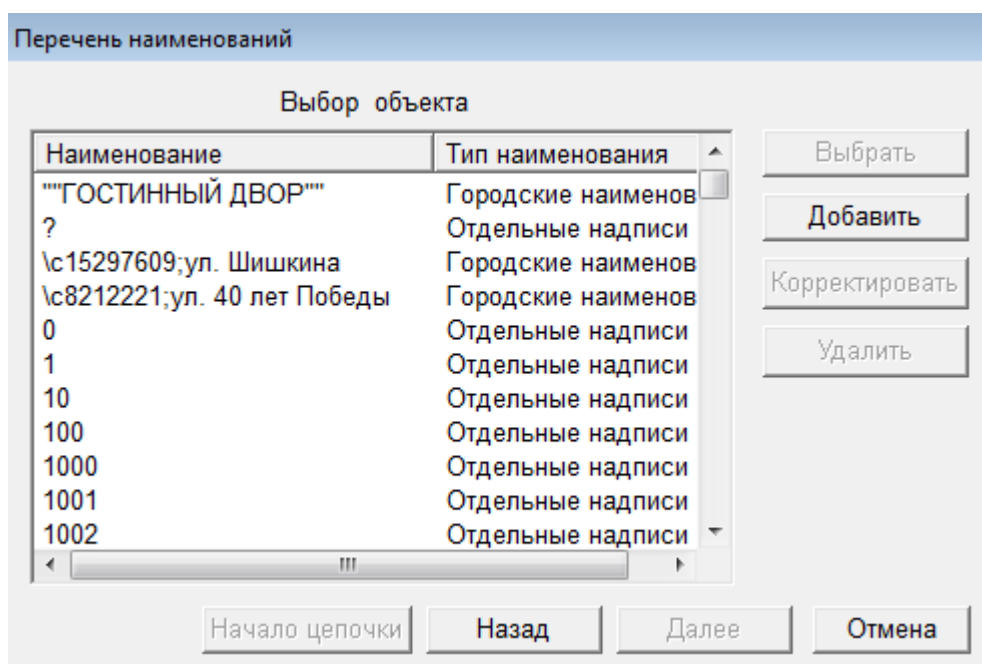 Перечень наименований
Выбор объекта
Наименование Тип наименования
""ГОСТИННЫЙ ДВОР"" Городские наименов
? Отдельные надписи
\c15297609;ул. Шишкина Городские наименов
\c8212221;ул. 40 лет Победы Городские наименов
0 Отдельные надписи
1 Отдельные надписи
10 Отдельные надписи
100 Отдельные надписи
1000 Отдельные надписи
1001 Отдельные надписи
1002 Отдельные надписи
Выбрать
Добавить
Корректировать
Удалить
Начало цепочки Назад Далее Отмена